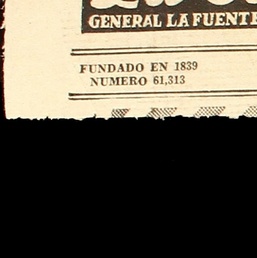 GENERAL LA FUENTE
FUNDADO EN 1839
NUMERO 61,313